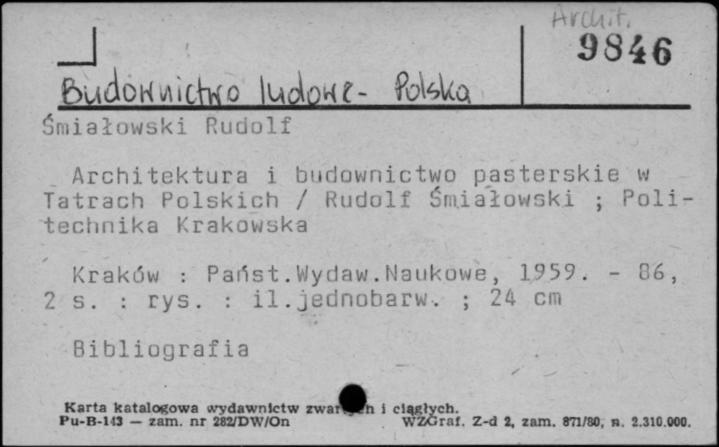 Archit.
9846
Budownictwo ludowe - Polska
Śmiałowski Rudolf
Architektura i budownictwo pasterskie w
Tatrach Polskich / Rudolf Śmiałowski ; Poli-
technika Krakowska
Kraków : Państ.Wydaw.Naukowe, 1959. - 86,
2 s. : rys. : il.jednobarw. ; 24 cm
Bibliografia
Karta katalogowa wydawnictw zwartych i ciągłych.
Pu-B-143 — zam. nr 282/DW/On WZGraf. Z-d 2, zam. 871/80, n. 2.310.000.